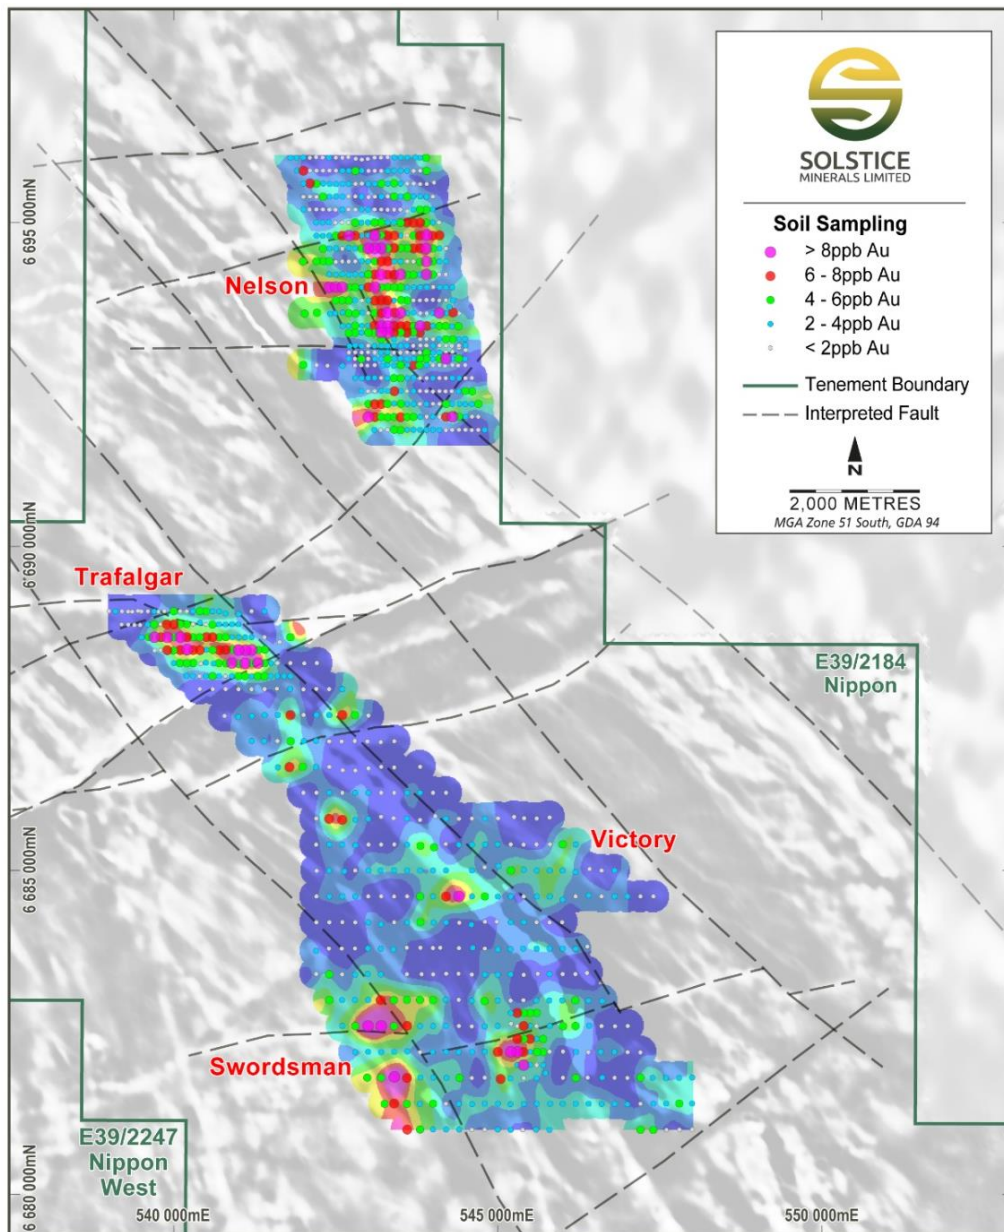 SOLSTICE
MINERALS LIMITED
Soil Sampling
> 8ppb Au
6 - 8ppb Au
4 - 6ppb Au
2 - 4ppb Au
< 2ppb Au
Tenement Boundary
Interpreted Fault
N
2,000 METRES
MGA Zone 51 South, GDA 94
6 695 000mN
Nelson
6°690 000mN
Trafalgar
E39/2184
Nippon
Victory
6 685 000mN
Swordsman
E39/2247
Nippon
West
6 680 000mN
540 000mE
545 000mE
550 000mE